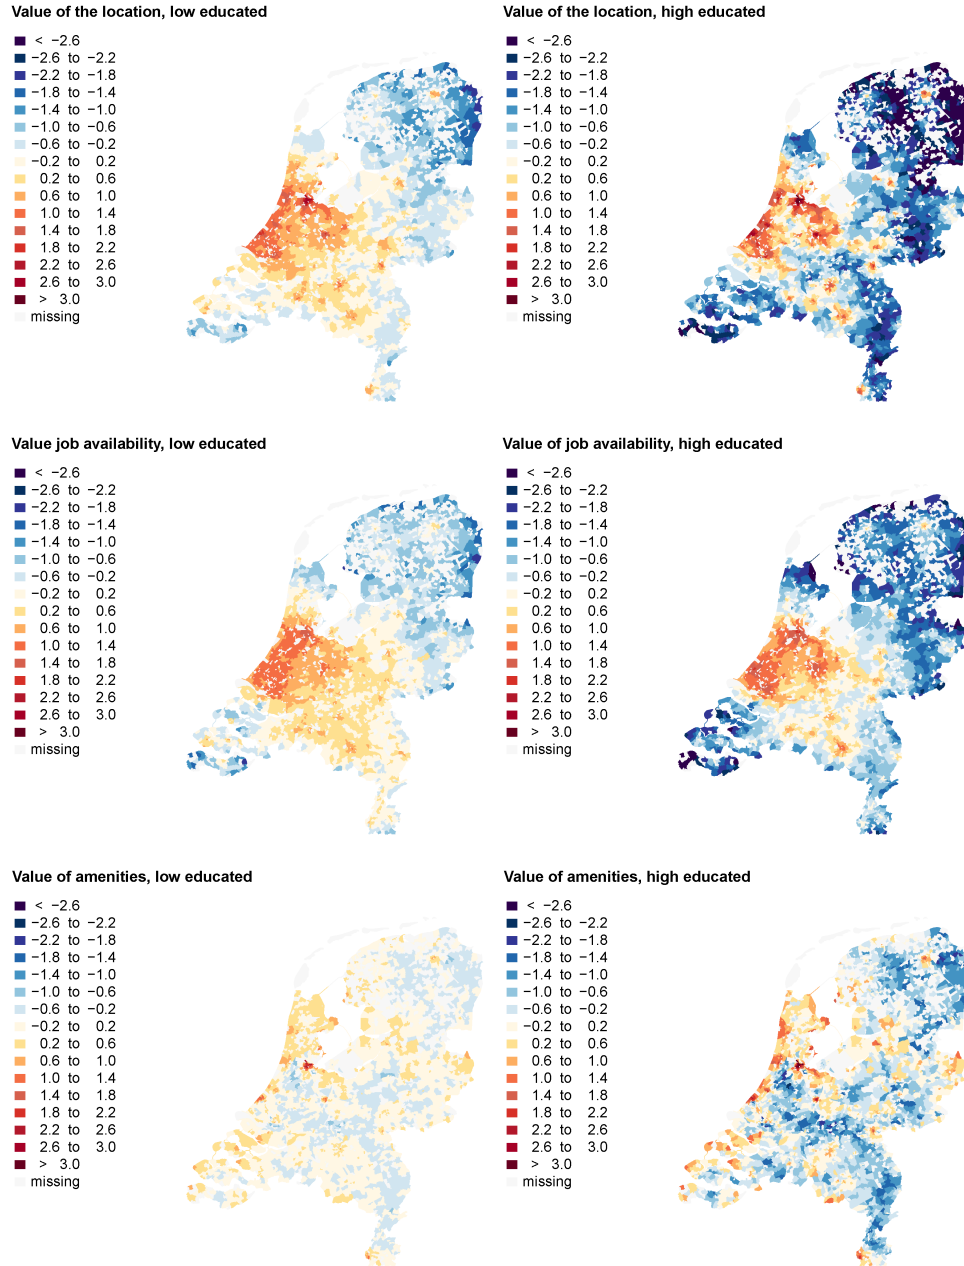 Value of the location, low educated
< −2.6
−2.6 to −2.2
−2.2 to −1.8
−1.8 to −1.4
−1.4 to −1.0
−1.0 to −0.6
−0.6 to −0.2
−0.2 to 0.2
0.2 to 0.6
0.6 to 1.0
1.0 to 1.4
1.4 to 1.8
1.8 to 2.2
2.2 to 2.6
2.6 to 3.0
> 3.0
missing
Value of the location, high educated
< −2.6
−2.6 to −2.2
−2.2 to −1.8
−1.8 to −1.4
−1.4 to −1.0
−1.0 to −0.6
−0.6 to −0.2
−0.2 to 0.2
0.2 to 0.6
0.6 to 1.0
1.0 to 1.4
1.4 to 1.8
1.8 to 2.2
2.2 to 2.6
2.6 to 3.0
> 3.0
missing
Value job availability, low educated
< −2.6
−2.6 to −2.2
−2.2 to −1.8
−1.8 to −1.4
−1.4 to −1.0
−1.0 to −0.6
−0.6 to −0.2
−0.2 to 0.2
0.2 to 0.6
0.6 to 1.0
1.0 to 1.4
1.4 to 1.8
1.8 to 2.2
2.2 to 2.6
2.6 to 3.0
> 3.0
missing
Value of job availability, high educated
< −2.6
−2.6 to −2.2
−2.2 to −1.8
−1.8 to −1.4
−1.4 to −1.0
−1.0 to −0.6
−0.6 to −0.2
−0.2 to 0.2
0.2 to 0.6
0.6 to 1.0
1.0 to 1.4
1.4 to 1.8
1.8 to 2.2
2.2 to 2.6
2.6 to 3.0
> 3.0
missing
Value of amenities, low educated
< −2.6
−2.6 to −2.2
−2.2 to −1.8
−1.8 to −1.4
−1.4 to −1.0
−1.0 to −0.6
−0.6 to −0.2
−0.2 to 0.2
0.2 to 0.6
0.6 to 1.0
1.0 to 1.4
1.4 to 1.8
1.8 to 2.2
2.2 to 2.6
2.6 to 3.0
> 3.0
missing
Value of amenities, high educated
< −2.6
−2.6 to −2.2
−2.2 to −1.8
−1.8 to −1.4
−1.4 to −1.0
−1.0 to −0.6
−0.6 to −0.2
−0.2 to 0.2
0.2 to 0.6
0.6 to 1.0
1.0 to 1.4
1.4 to 1.8
1.8 to 2.2
2.2 to 2.6
2.6 to 3.0
> 3.0
missing